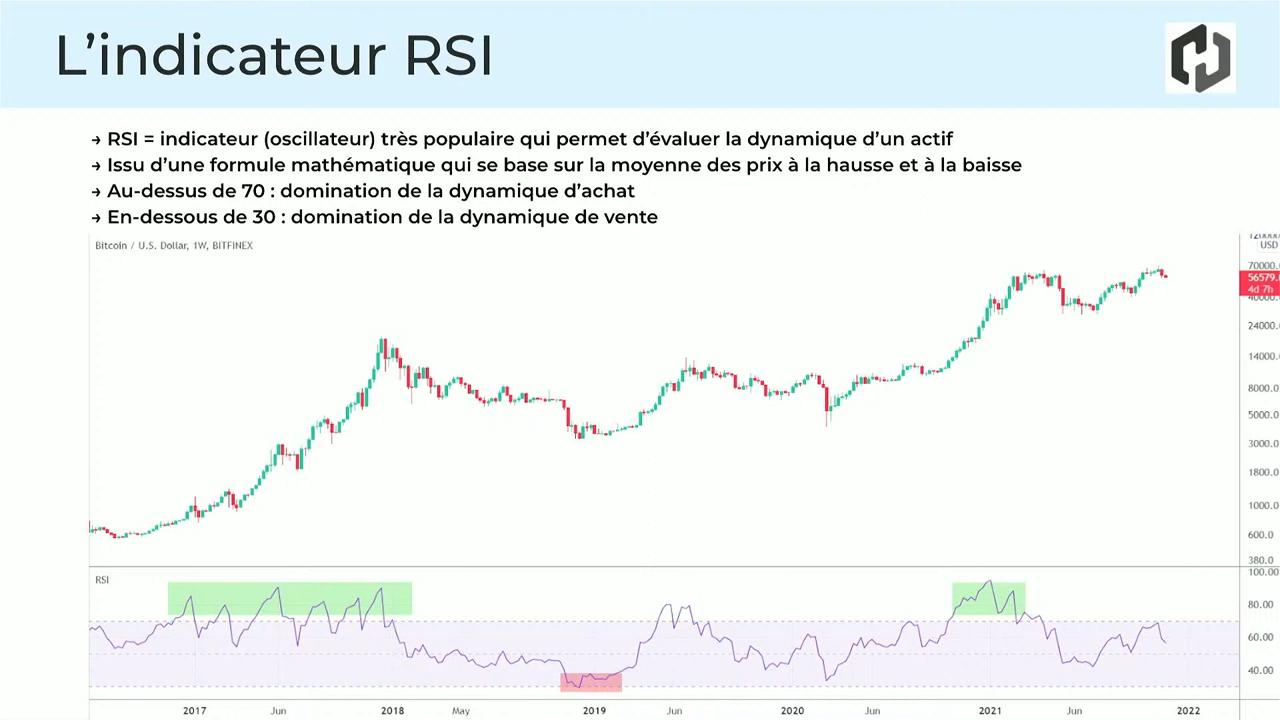 L'indicateur RSI
→ RSI = indicateur (oscillateur) très populaire qui permet d'évaluer la dynamique d'un actif
→ Issu d'une formule mathématique qui se base sur la moyenne des prix à la hausse et à la baisse
→ Au-dessus de 70 : domination de la dynamique d'achat
→ En-dessous de 30 : domination de la dynamique de vente
Bitcoin / U.S. Dollar, 1W, BITFINEX
USD
70000.
56579.
4d 7h
40000.
24000.
14000.
8000.0
5000.0
3000.0
1800.0
1000.0
600.0
380.0
RSI
100.00
80.00
60.00
40.00
2017 Jun 2018 May 2019 Jun 2020 Jun 2021 Jun 2022